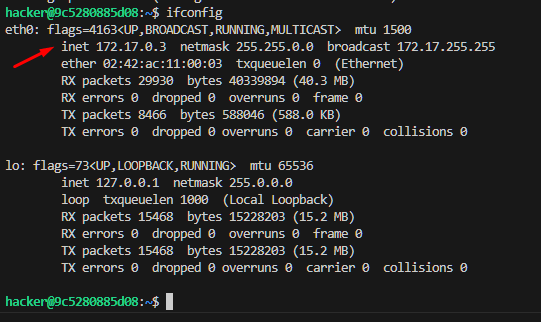 hacker@9c5280885d08:~$ ifconfig
eth0: flags=4163<UP,BROADCAST,RUNNING,MULTICAST>  mtu 1500
        inet 172.17.0.3  netmask 255.255.0.0  broadcast 172.17.255.255
        ether 02:42:ac:11:00:03  txqueuelen 0  (Ethernet)
        RX packets 29930  bytes 40339894 (40.3 MB)
        RX errors 0  dropped 0  overruns 0  frame 0
        TX packets 8466  bytes 588046 (588.0 KB)
        TX errors 0  dropped 0 overruns 0  carrier 0  collisions 0

lo: flags=73<UP,LOOPBACK,RUNNING>  mtu 65536
        inet 127.0.0.1  netmask 255.0.0.0
        loop  txqueuelen 1000  (Local Loopback)
        RX packets 15468  bytes 15228203 (15.2 MB)
        RX errors 0  dropped 0  overruns 0  frame 0
        TX packets 15468  bytes 15228203 (15.2 MB)
        TX errors 0  dropped 0 overruns 0  carrier 0  collisions 0

hacker@9c5280885d08:~$